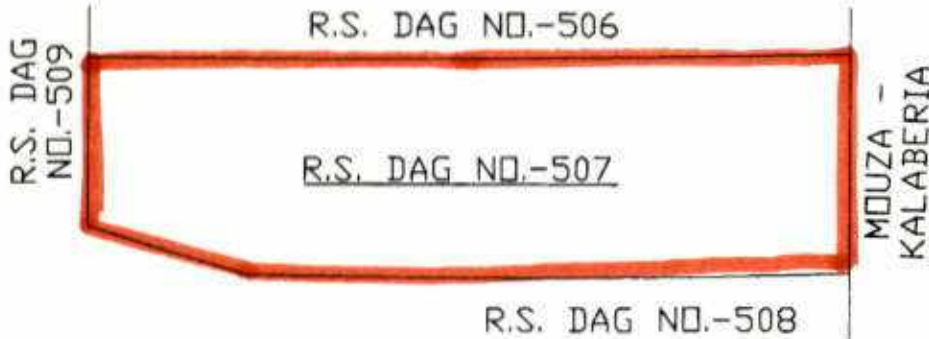 R.S. DAG NO.-506
R.S. DAG
NO.-509
R.S. DAG NO.-507
MOUZA -
KALABERIA
R.S. DAG NO.-508